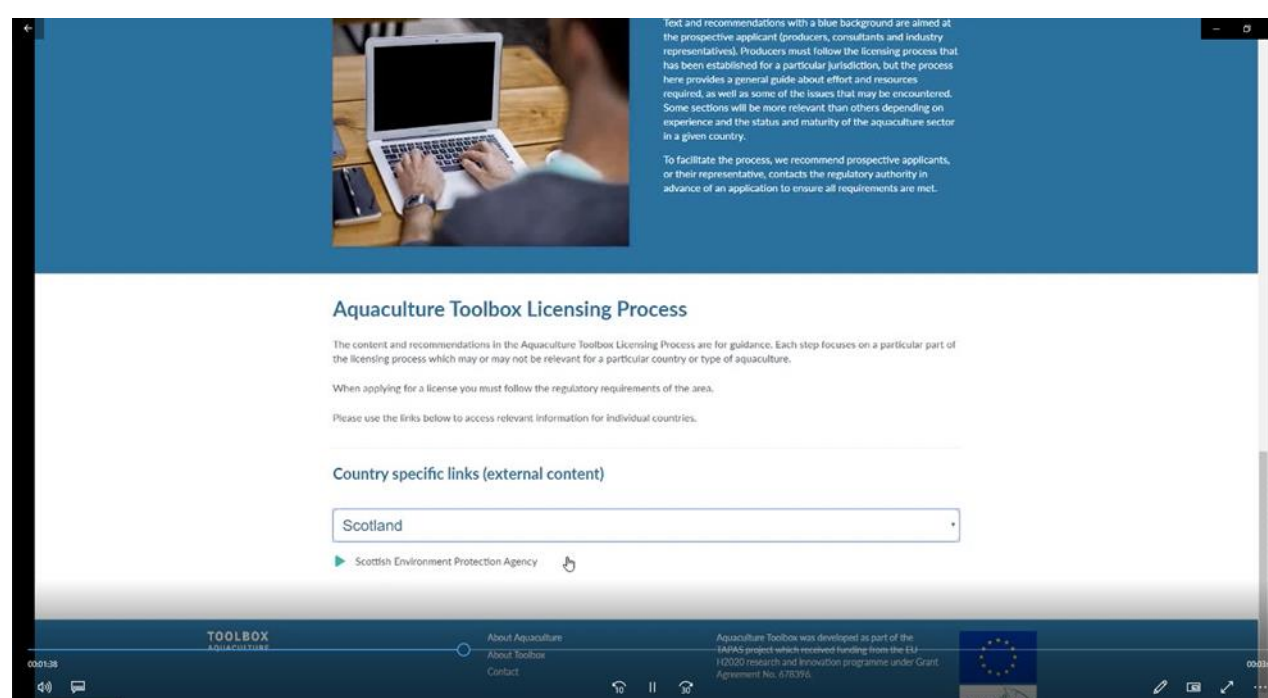 Text and recommendations with a blue background are aimed at
the prospective applicant (producers, consultants and industry
representatives). Producers must follow the licensing process that
has been established for a particular jurisdiction, but the process
here provides a general guide about effort and resources
required, as well as some of the issues that may be encountered.
Some sections will be more relevant than others depending on
experience and the status and maturity of the aquaculture sector
in a given country.
To facilitate the process, we recommend prospective applicants,
or their representative, contacts the regulatory authority in
advance of an application to ensure all requirements are met.
Aquaculture Toolbox Licensing Process
The content and recommendations in the Aquaculture Toolbox Licensing Process are for guidance. Each step focuses on a particular part of
the licensing process which may or may not be relevant for a particular country or type of aquaculture.
When applying for a license you must follow the regulatory requirements of the area.
Please use the links below to access relevant information for individual countries.
Country specific links (external content)
Scotland
Scottish Environment Protection Agency
TOOLBOX
AQUACULTURE
About Aquaculture
About Toolbox
Contact
Aquaculture Toolbox was developed as part of the
TAPAS project which received funding from the EU
H2020 research and innovation programme under Grant
Agreement No. 678396.
00:01:38
10
30